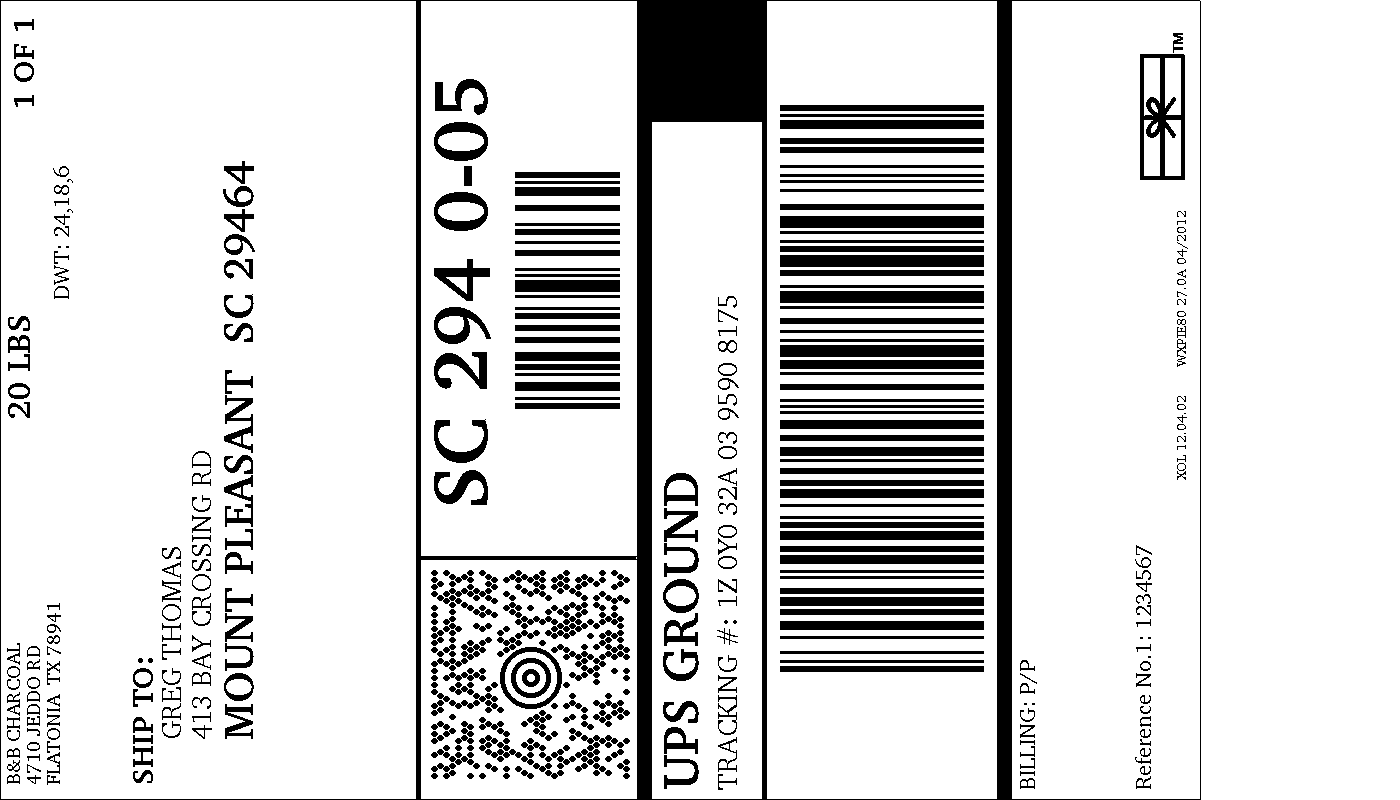 B&B CHARCOAL
4710 JEDDO RD
FLATONIA TX 78941
20 LBS
1 OF 1
DWT: 24,18,6
SHIP TO:
GREG THOMAS
413 BAY CROSSING RD
MOUNT PLEASANT SC 29464
SC 294 0-05
UPS GROUND
TRACKING #: 1Z 0Y0 32A 03 9590 8175
BILLING: P/P
Reference No.1: 1234567
XOL 12.04.02 WXPIE80 27.0A 04/2012
TM